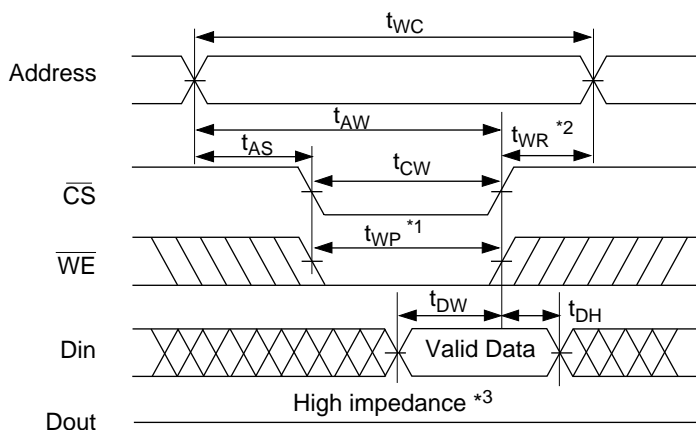 tWC
Address
tAW
tAS
tWR *2
tCW
CS
tWP *1
WE
tDW
tDH
Din
Valid Data
High impedance *3
Dout